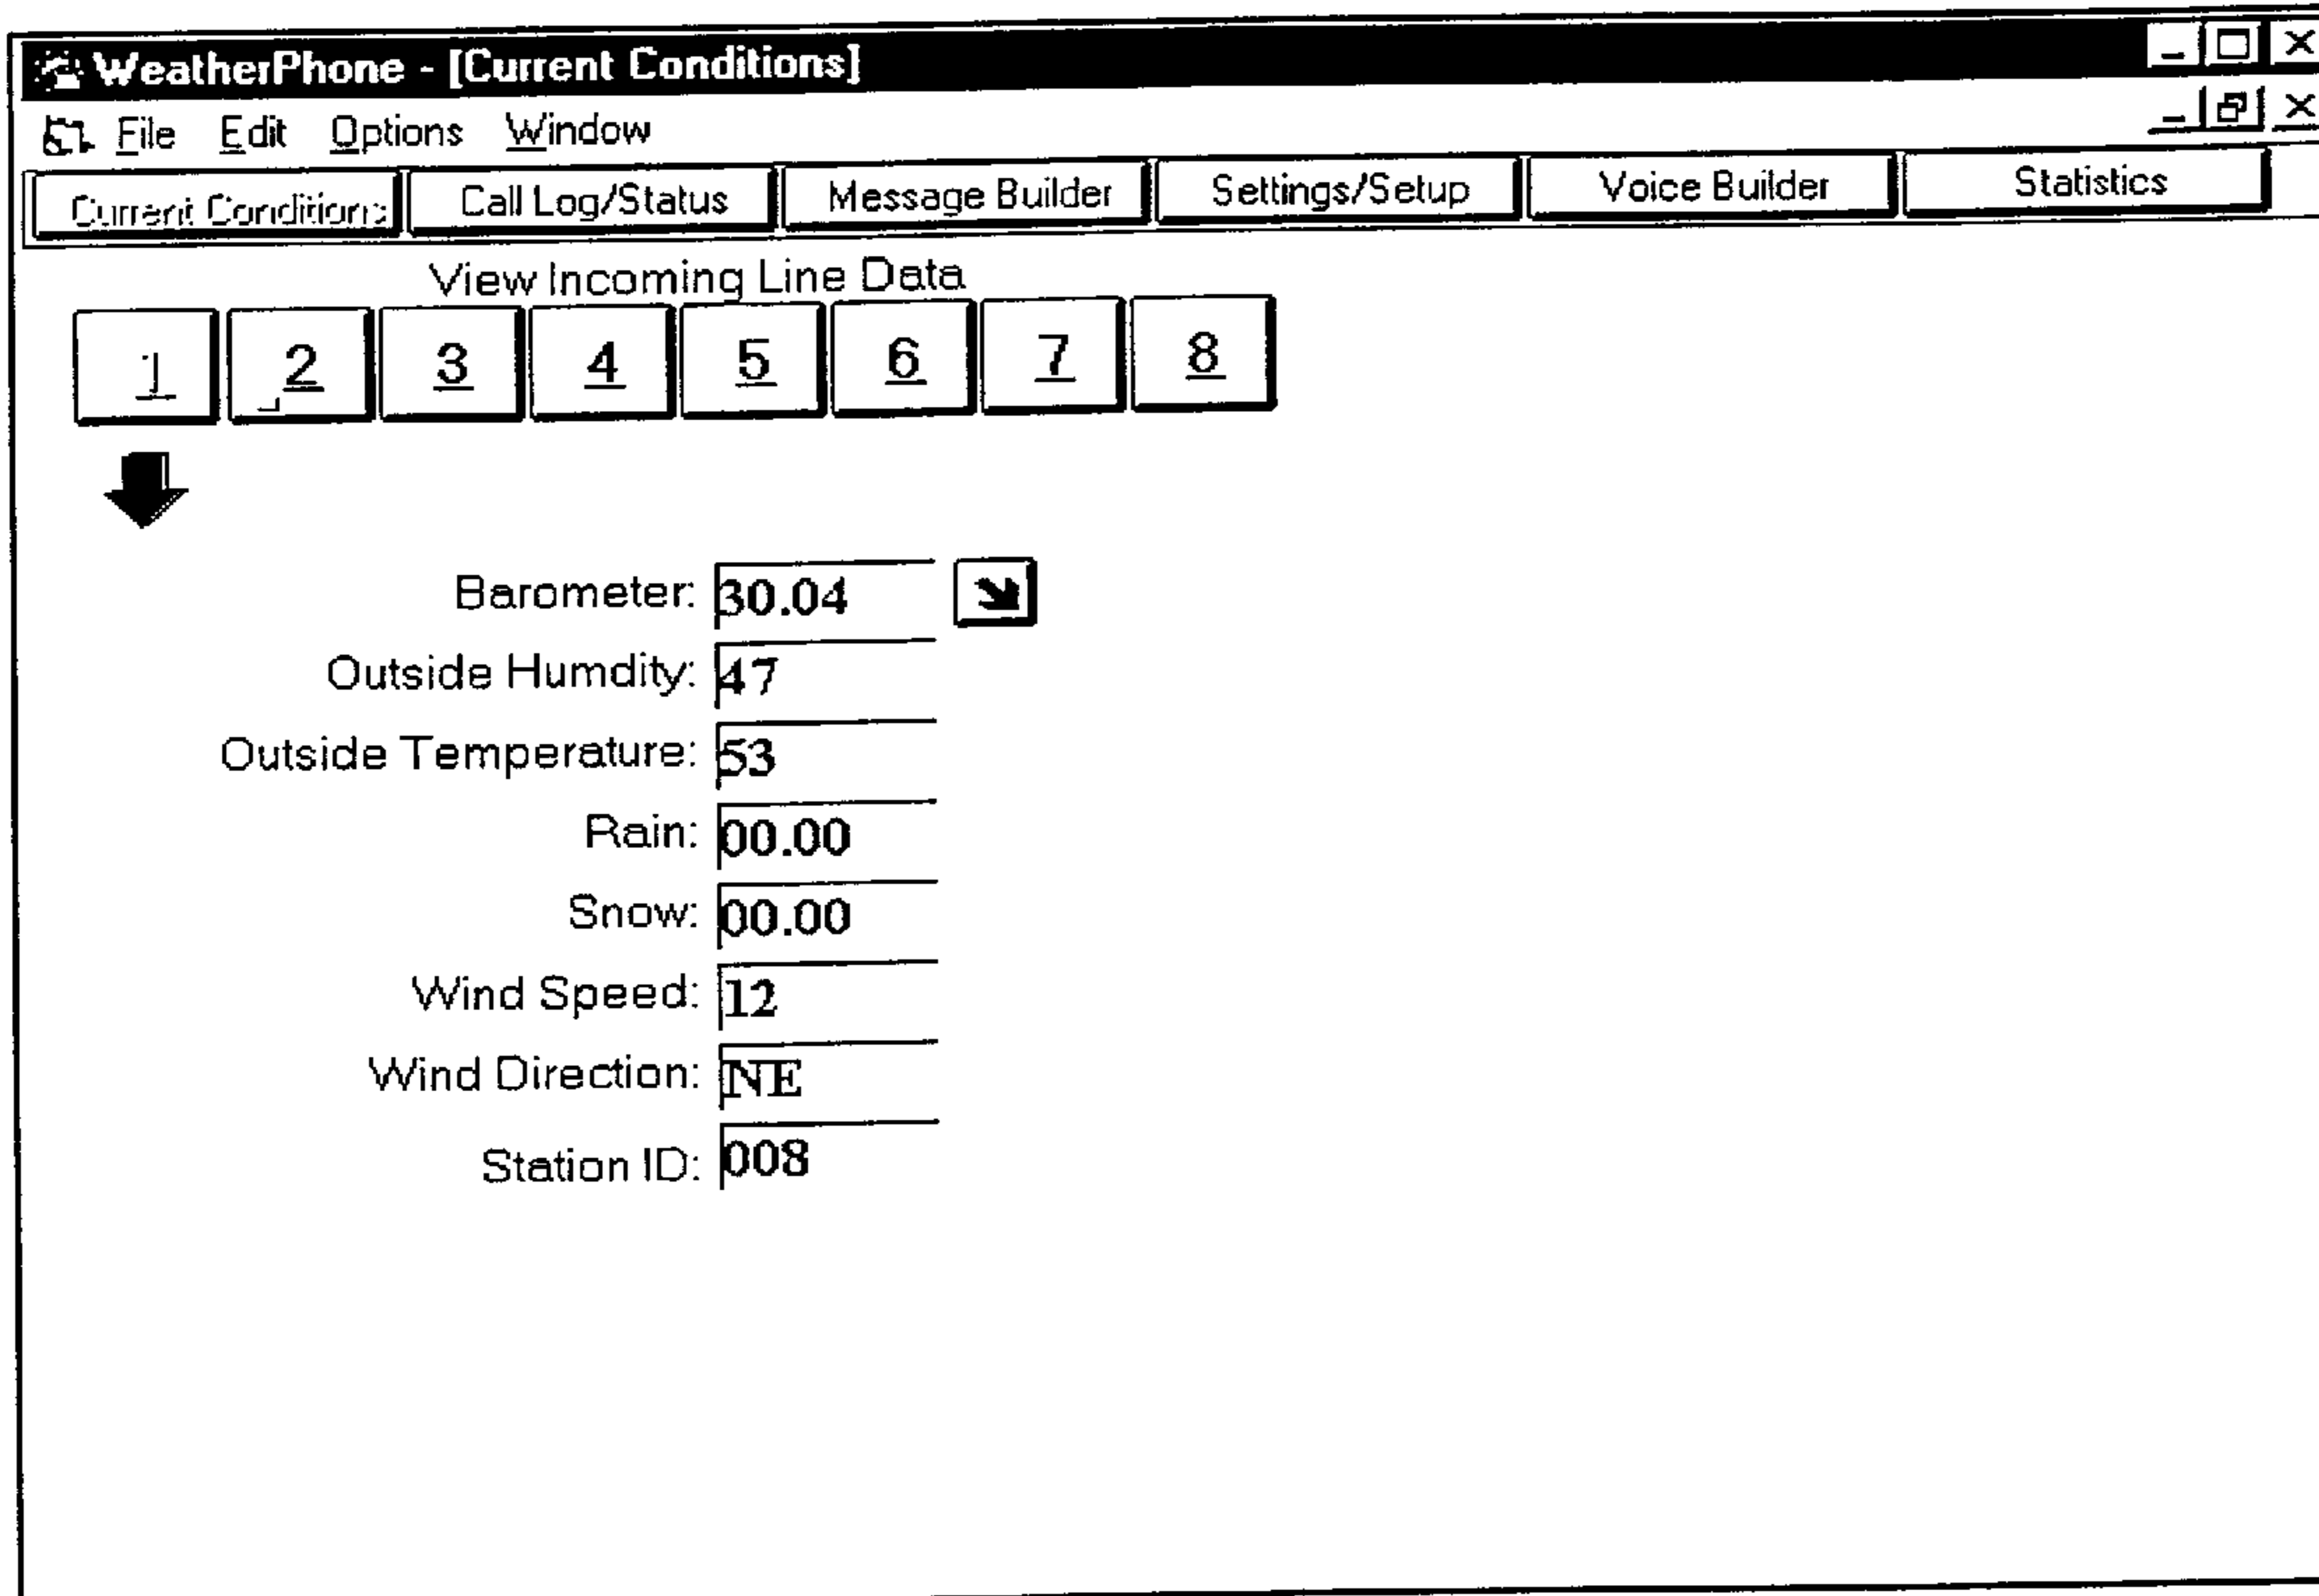 WeatherPhone - [Current Conditions]
File Edit Options Window
Current Conditions Call Log/Status Message Builder Settings/Setup Voice Builder Statistics
View Incoming Line Data
1 2 3 4 5 6 7 8
Barometer: 30.04
Outside Humdity: 47
Outside Temperature: 53
Rain: 00.00
Snow: 00.00
Wind Speed: 12
Wind Direction: NE
Station ID: 008